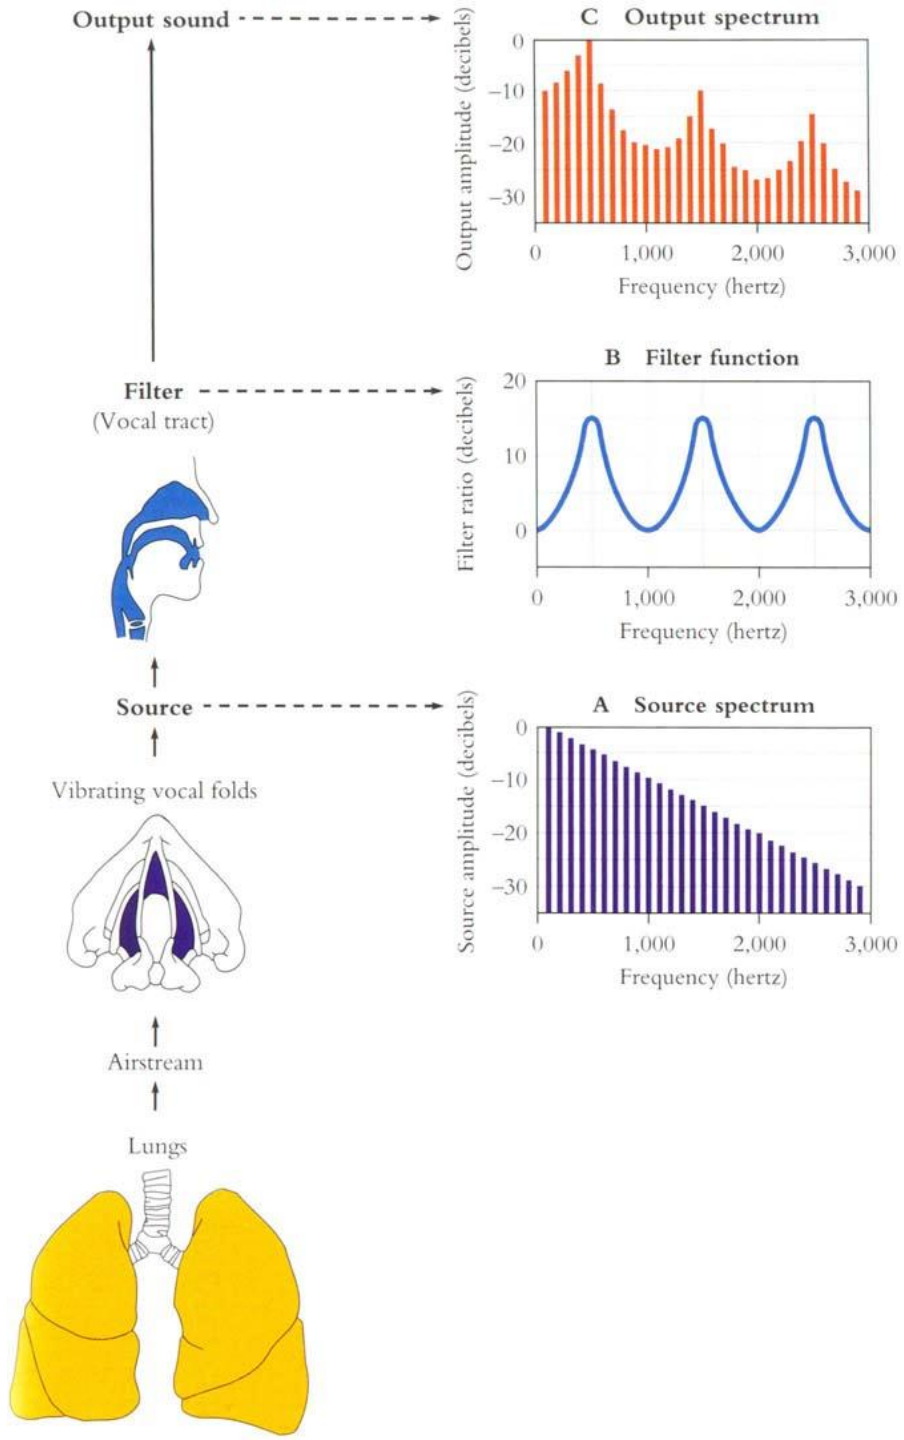 Output sound
C Output spectrum
Output amplitude (decibels)
0
−10
−20
−30
0 1,000 2,000 3,000
Frequency (hertz)
Filter
(Vocal tract)
B Filter function
Filter ratio (decibels)
20
10
0
0 1,000 2,000 3,000
Frequency (hertz)
Source
A Source spectrum
Source amplitude (decibels)
0
−10
−20
−30
0 1,000 2,000 3,000
Frequency (hertz)
Vibrating vocal folds
Airstream
Lungs